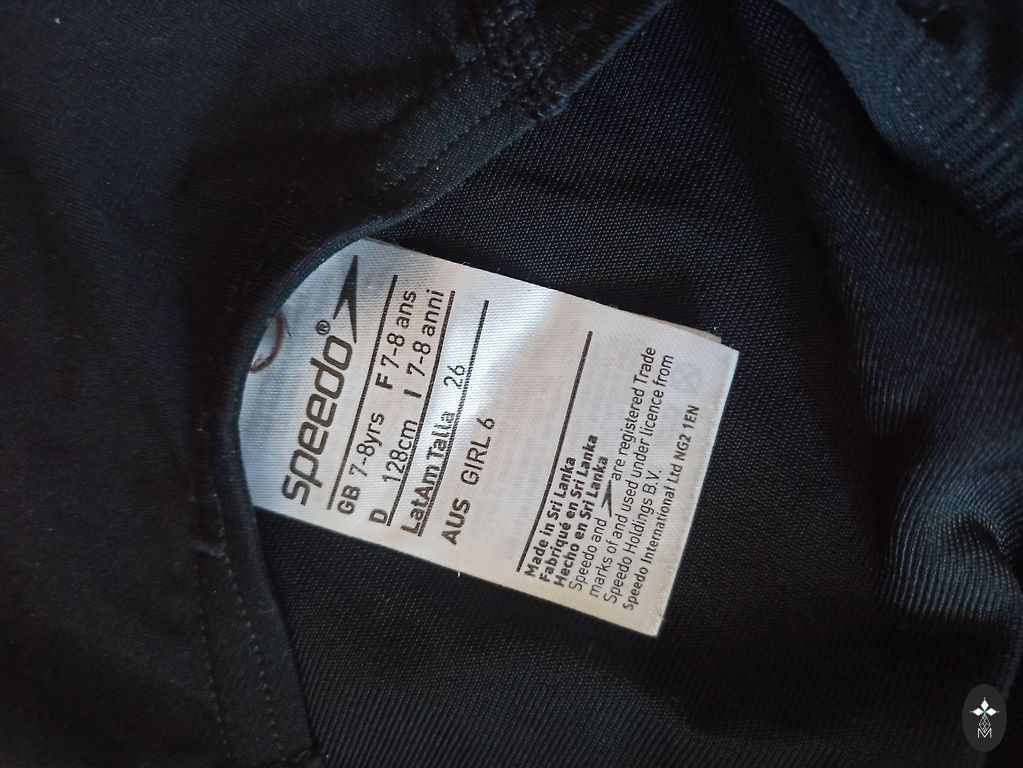 speedo®
GB 7-8yrs F 7-8 ans
D 128cm I 7-8 anni
LatAm Talla 26
AUS GIRL 6
Made in Sri Lanka
Fabriqué en Sri Lanka
Hecho en Sri Lanka
Speedo and are registered Trade
marks of and used under licence from
Speedo Holdings B.V.
Speedo International Ltd NG2 1EN
M